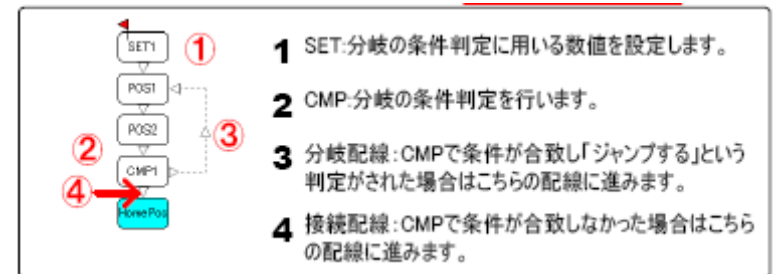 SET1
①
POS1
POS2
②
③
CMP1
④
HomePos
1 SET:分岐の条件判定に用いる数値を設定します。
2 CMP:分岐の条件判定を行います。
3 分岐配線:CMPで条件が合致し「ジャンプする」という
判定がされた場合はこちらの配線に進みます。
4 接続配線:CMPで条件が合致しなかった場合はこちら
の配線に進みます。